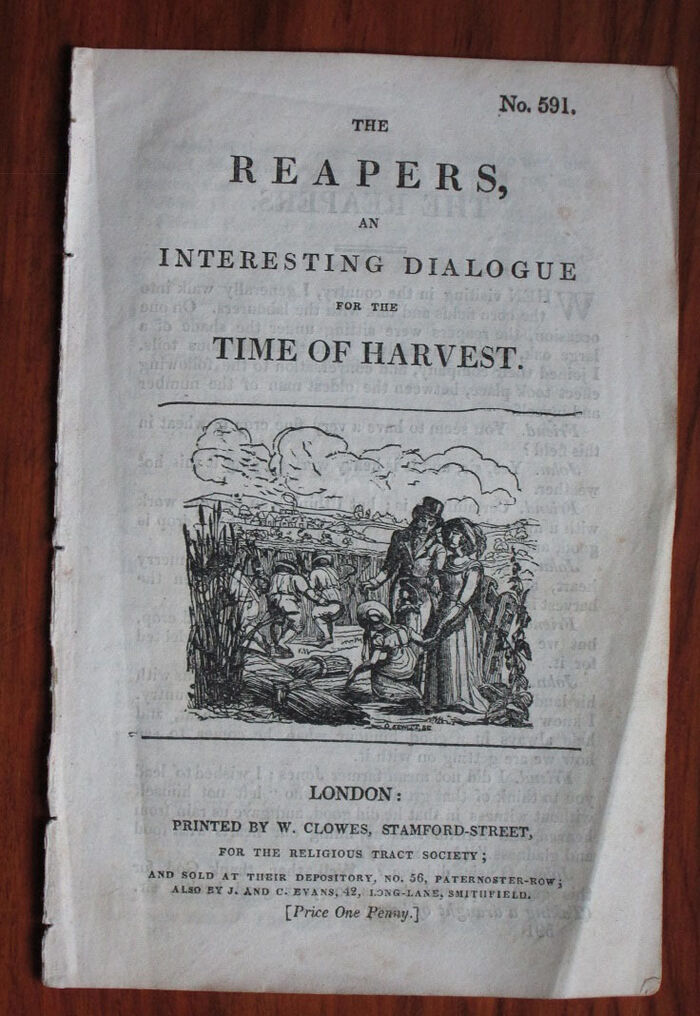 No. 591.
THE
REAPERS,
AN
INTERESTING DIALOGUE
FOR THE
TIME OF HARVEST.
LONDON:
PRINTED BY W. CLOWES, STAMFORD-STREET,
FOR THE RELIGIOUS TRACT SOCIETY;
AND SOLD AT THEIR DEPOSITORY, NO. 56, PATERNOSTER-ROW;
ALSO BY J. AND C. EVANS, 42, LONG-LANE, SMITHFIELD.
[Price One Penny.]